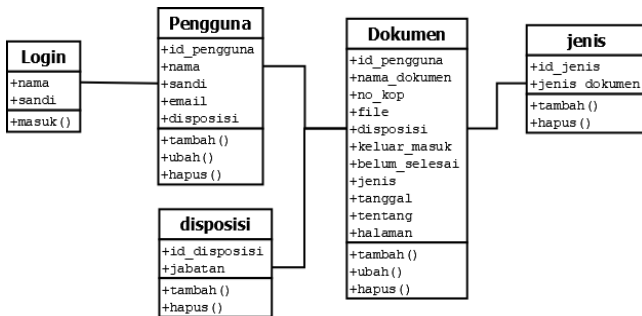 Login
+nama
+sandi
+masuk()
Pengguna
+id_pengguna
+nama
+sandi
+email
+disposisi
+tambah()
+ubah()
+hapus()
disposisi
+id_disposisi
+jabatan
+tambah()
+hapus()
Dokumen
+id_pengguna
+nama_dokumen
+no_kop
+file
+disposisi
+keluar_masuk
+belum_selesai
+jenis
+tanggal
+tentang
+halaman
+tambah()
+ubah()
+hapus()
jenis
+id_jenis
+jenis_dokumen
+tambah()
+hapus()